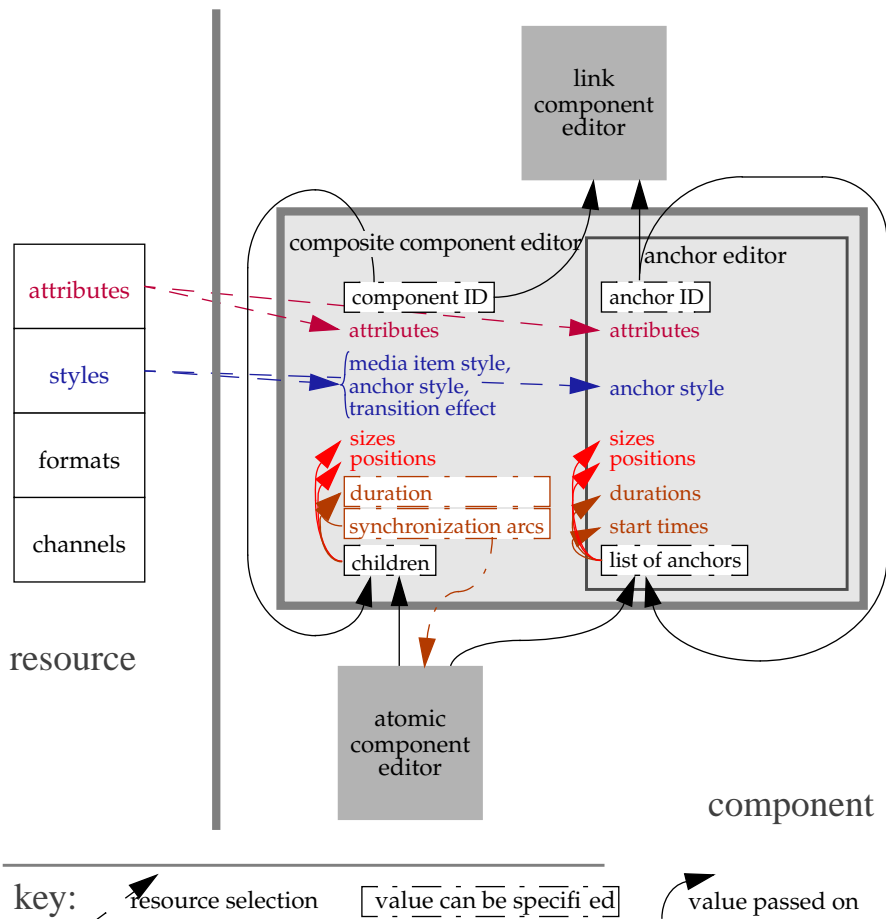 link
component
editor
composite component editor
anchor editor
attributes
styles
formats
channels
component ID
attributes
media item style,
anchor style,
transition effect
sizes
positions
duration
synchronization arcs
children
anchor ID
attributes
anchor style
sizes
positions
durations
start times
list of anchors
resource
atomic
component
editor
component
key:
resource selection
value can be specifi ed
value passed on